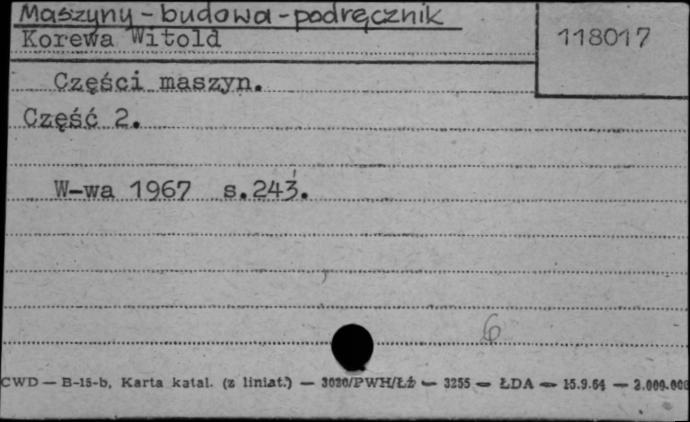 Maszyny - budowa - podręcznik
Korewa Witold
118017
Części maszyn.
Część 2.
W-wa 1967 s.243.
6
CWD — B-15-b, Karta katal. (z liniat.) — 3020/PWH/Łź — 3255 — ŁDA — 15.9.64 — 2.000.000